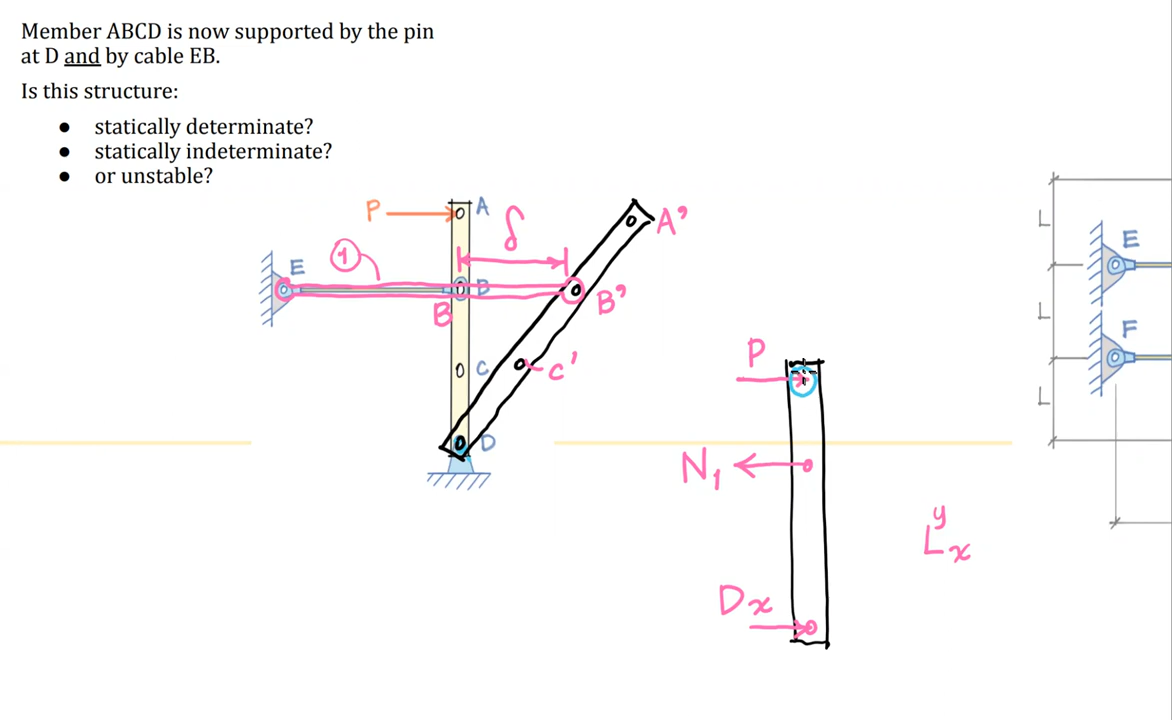 Member ABCD is now supported by the pin
at D and by cable EB.
Is this structure:
● statically determinate?
● statically indeterminate?
● or unstable?
P
A
δ
A'
1
E
B
B
B'
C
C'
D
P
N1
Dx
y
x
L
E
L
F
L